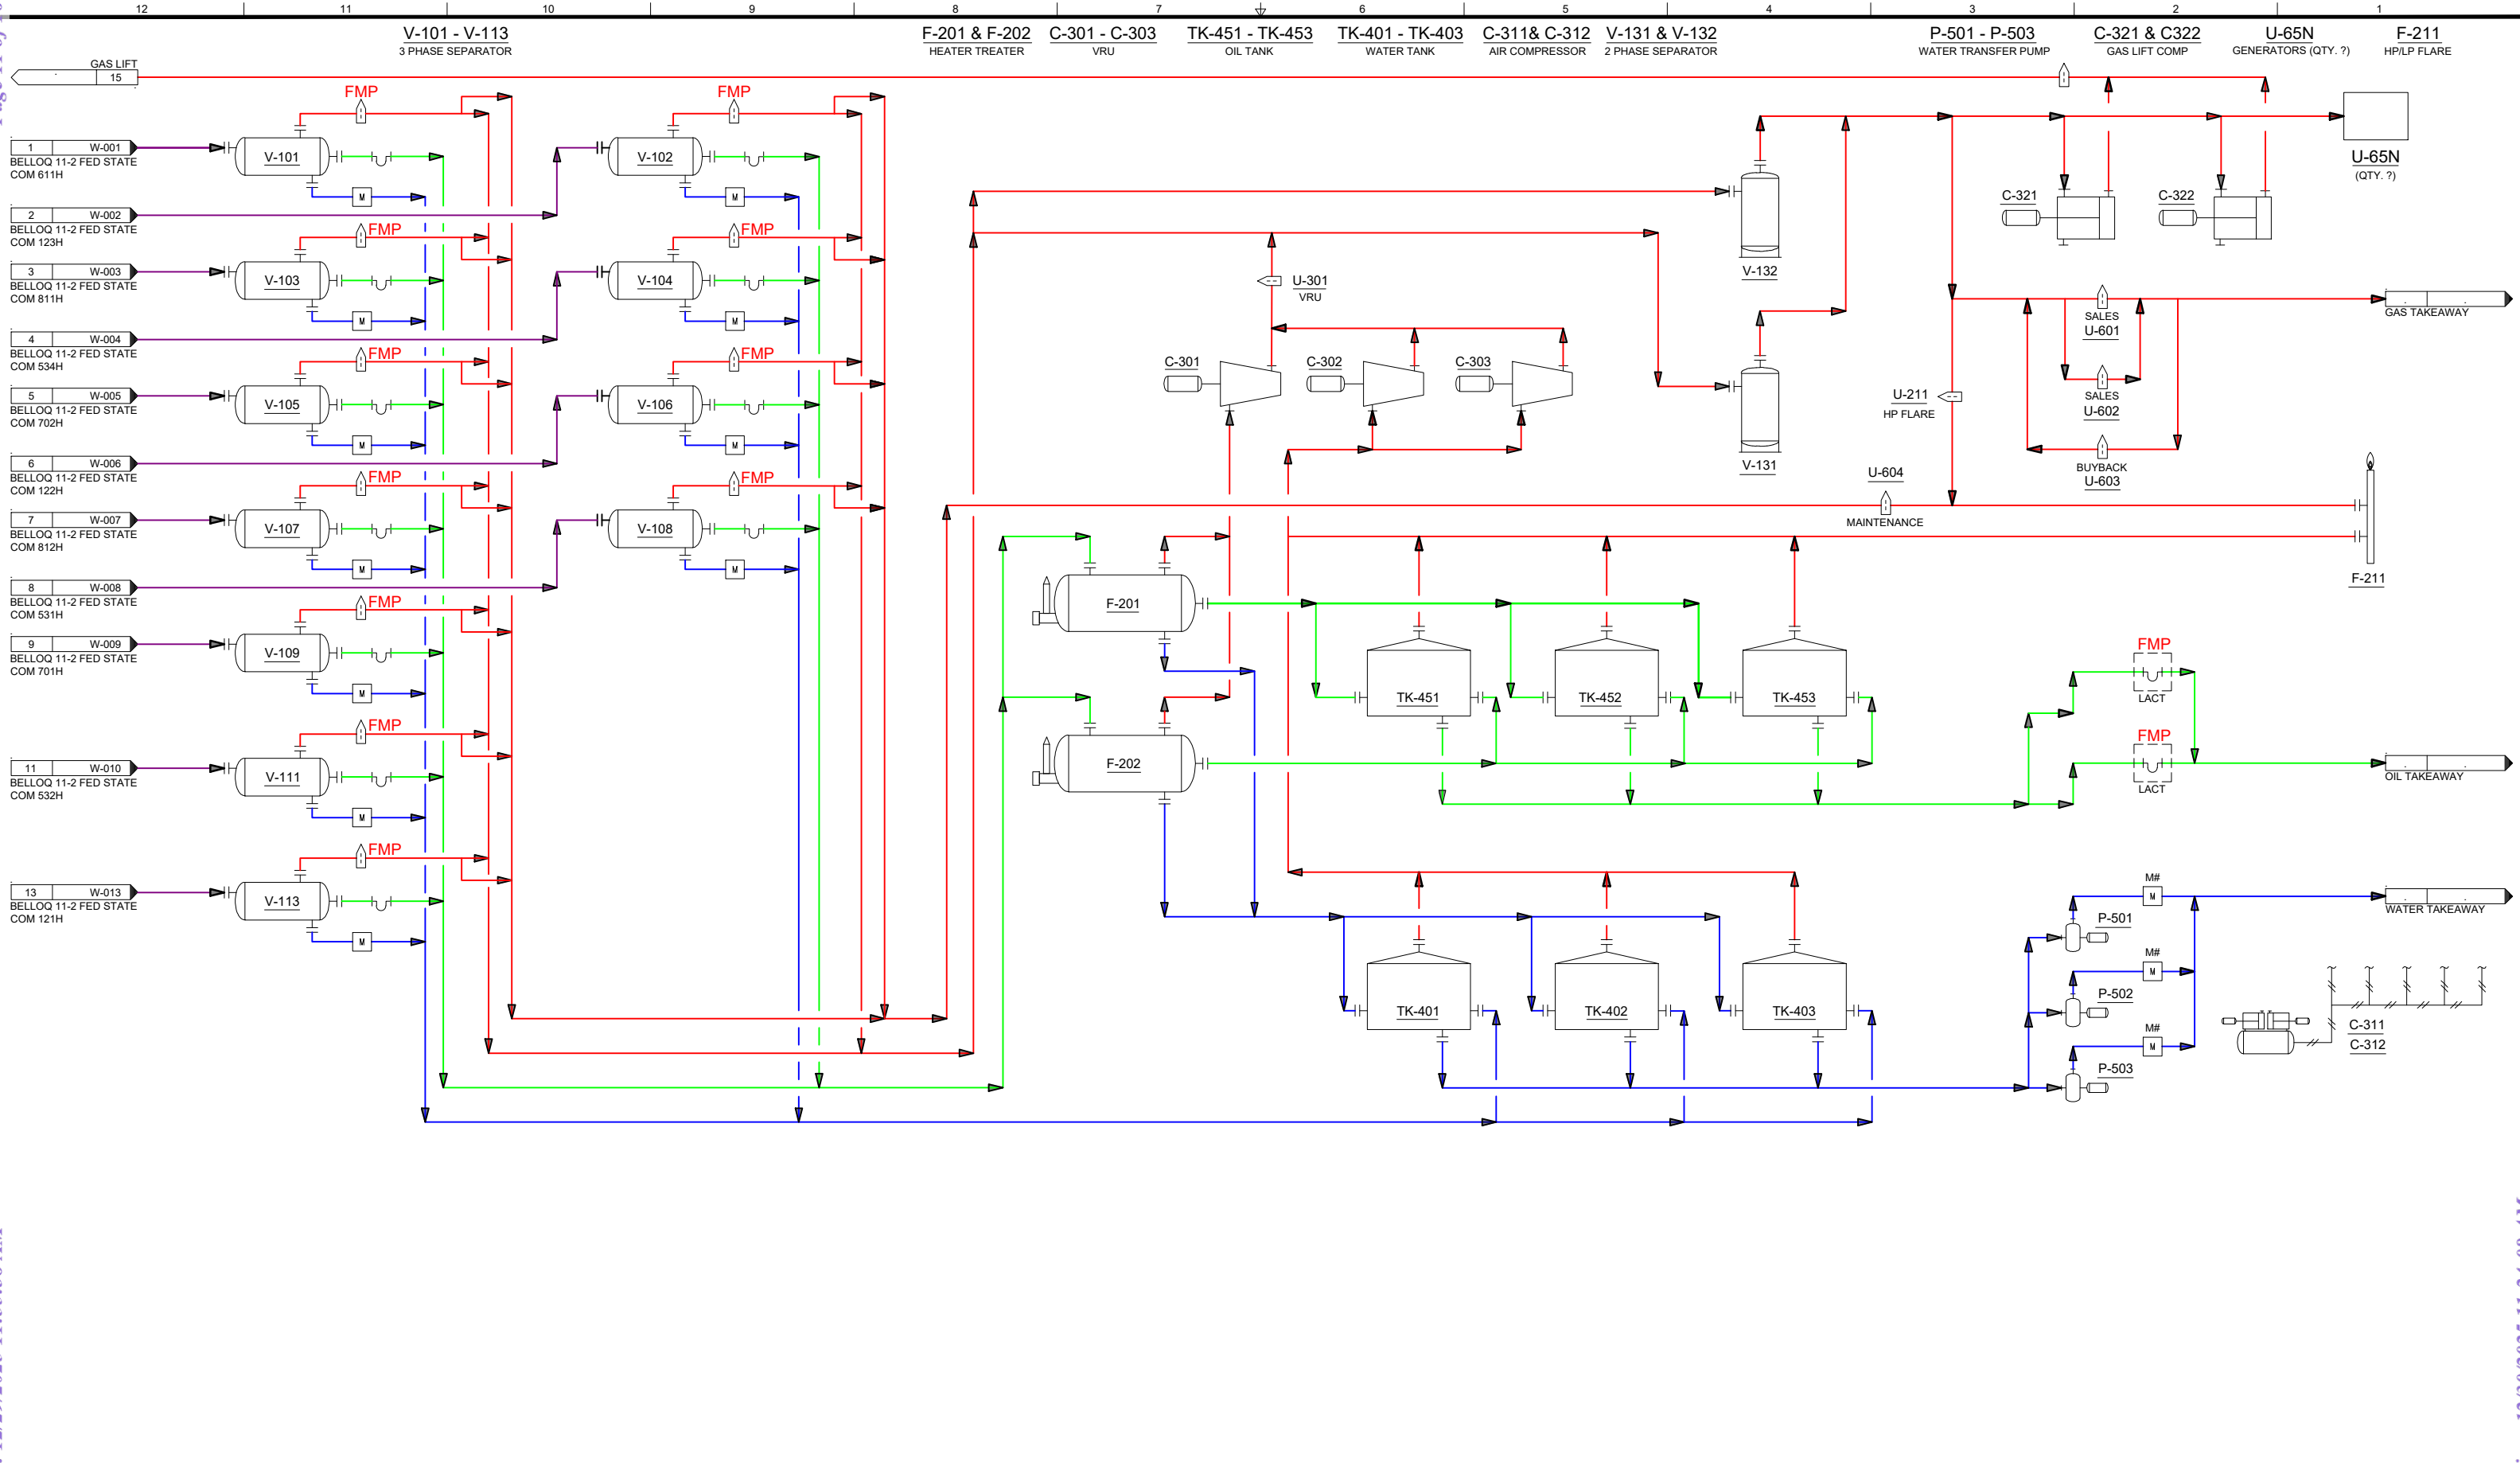 12 11 10 9 8 7 6 5 4 3 2 1
V-101 - V-113
3 PHASE SEPARATOR
F-201 & F-202
HEATER TREATER
C-301 - C-303
VRU
TK-451 - TK-453
OIL TANK
TK-401 - TK-403
WATER TANK
C-311& C-312
AIR COMPRESSOR
V-131 & V-132
2 PHASE SEPARATOR
P-501 - P-503
WATER TRANSFER PUMP
C-321 & C322
GAS LIFT COMP
U-65N
GENERATORS (QTY. ?)
F-211
HP/LP FLARE
GAS LIFT
15
1 W-001
BELLOQ 11-2 FED STATE
COM 611H
2 W-002
BELLOQ 11-2 FED STATE
COM 123H
3 W-003
BELLOQ 11-2 FED STATE
COM 811H
4 W-004
BELLOQ 11-2 FED STATE
COM 534H
5 W-005
BELLOQ 11-2 FED STATE
COM 702H
6 W-006
BELLOQ 11-2 FED STATE
COM 122H
7 W-007
BELLOQ 11-2 FED STATE
COM 812H
8 W-008
BELLOQ 11-2 FED STATE
COM 531H
9 W-009
BELLOQ 11-2 FED STATE
COM 701H
11 W-010
BELLOQ 11-2 FED STATE
COM 532H
13 W-013
BELLOQ 11-2 FED STATE
COM 121H
FMP
V-101
M
FMP
V-103
M
FMP
V-105
M
FMP
V-107
M
FMP
V-109
M
FMP
V-111
M
FMP
V-113
M
FMP
V-102
M
FMP
V-104
M
FMP
V-106
M
FMP
V-108
M
U-301
VRU
C-301
C-302
C-303
V-132
V-131
C-321
C-322
U-65N
(QTY. ?)
SALES
U-601
SALES
U-602
BUYBACK
U-603
GAS TAKEAWAY
U-211
HP FLARE
U-604
MAINTENANCE
F-211
F-201
F-202
TK-451
TK-452
TK-453
FMP
LACT
FMP
LACT
OIL TAKEAWAY
TK-401
TK-402
TK-403
P-501
M#
M
P-502
M#
M
P-503
M#
M
WATER TAKEAWAY
C-311
C-312